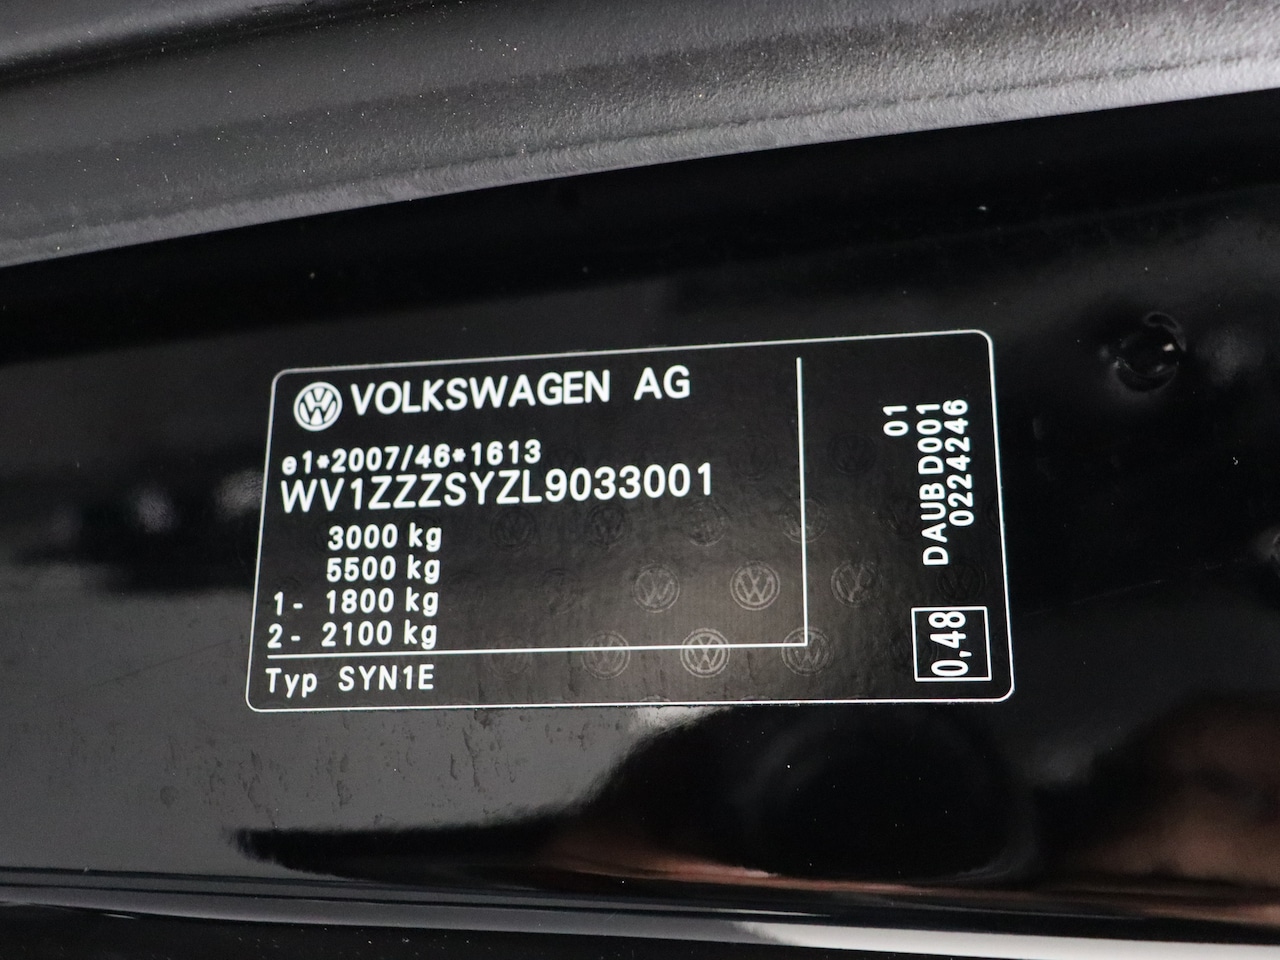 VOLKSWAGEN AG
e1*2007/46*1613
WV1ZZZSYZL9033001
3000 kg
5500 kg
1- 1800 kg
2- 2100 kg
Typ SYN1E
01
DAUB D001
0224246
0,48